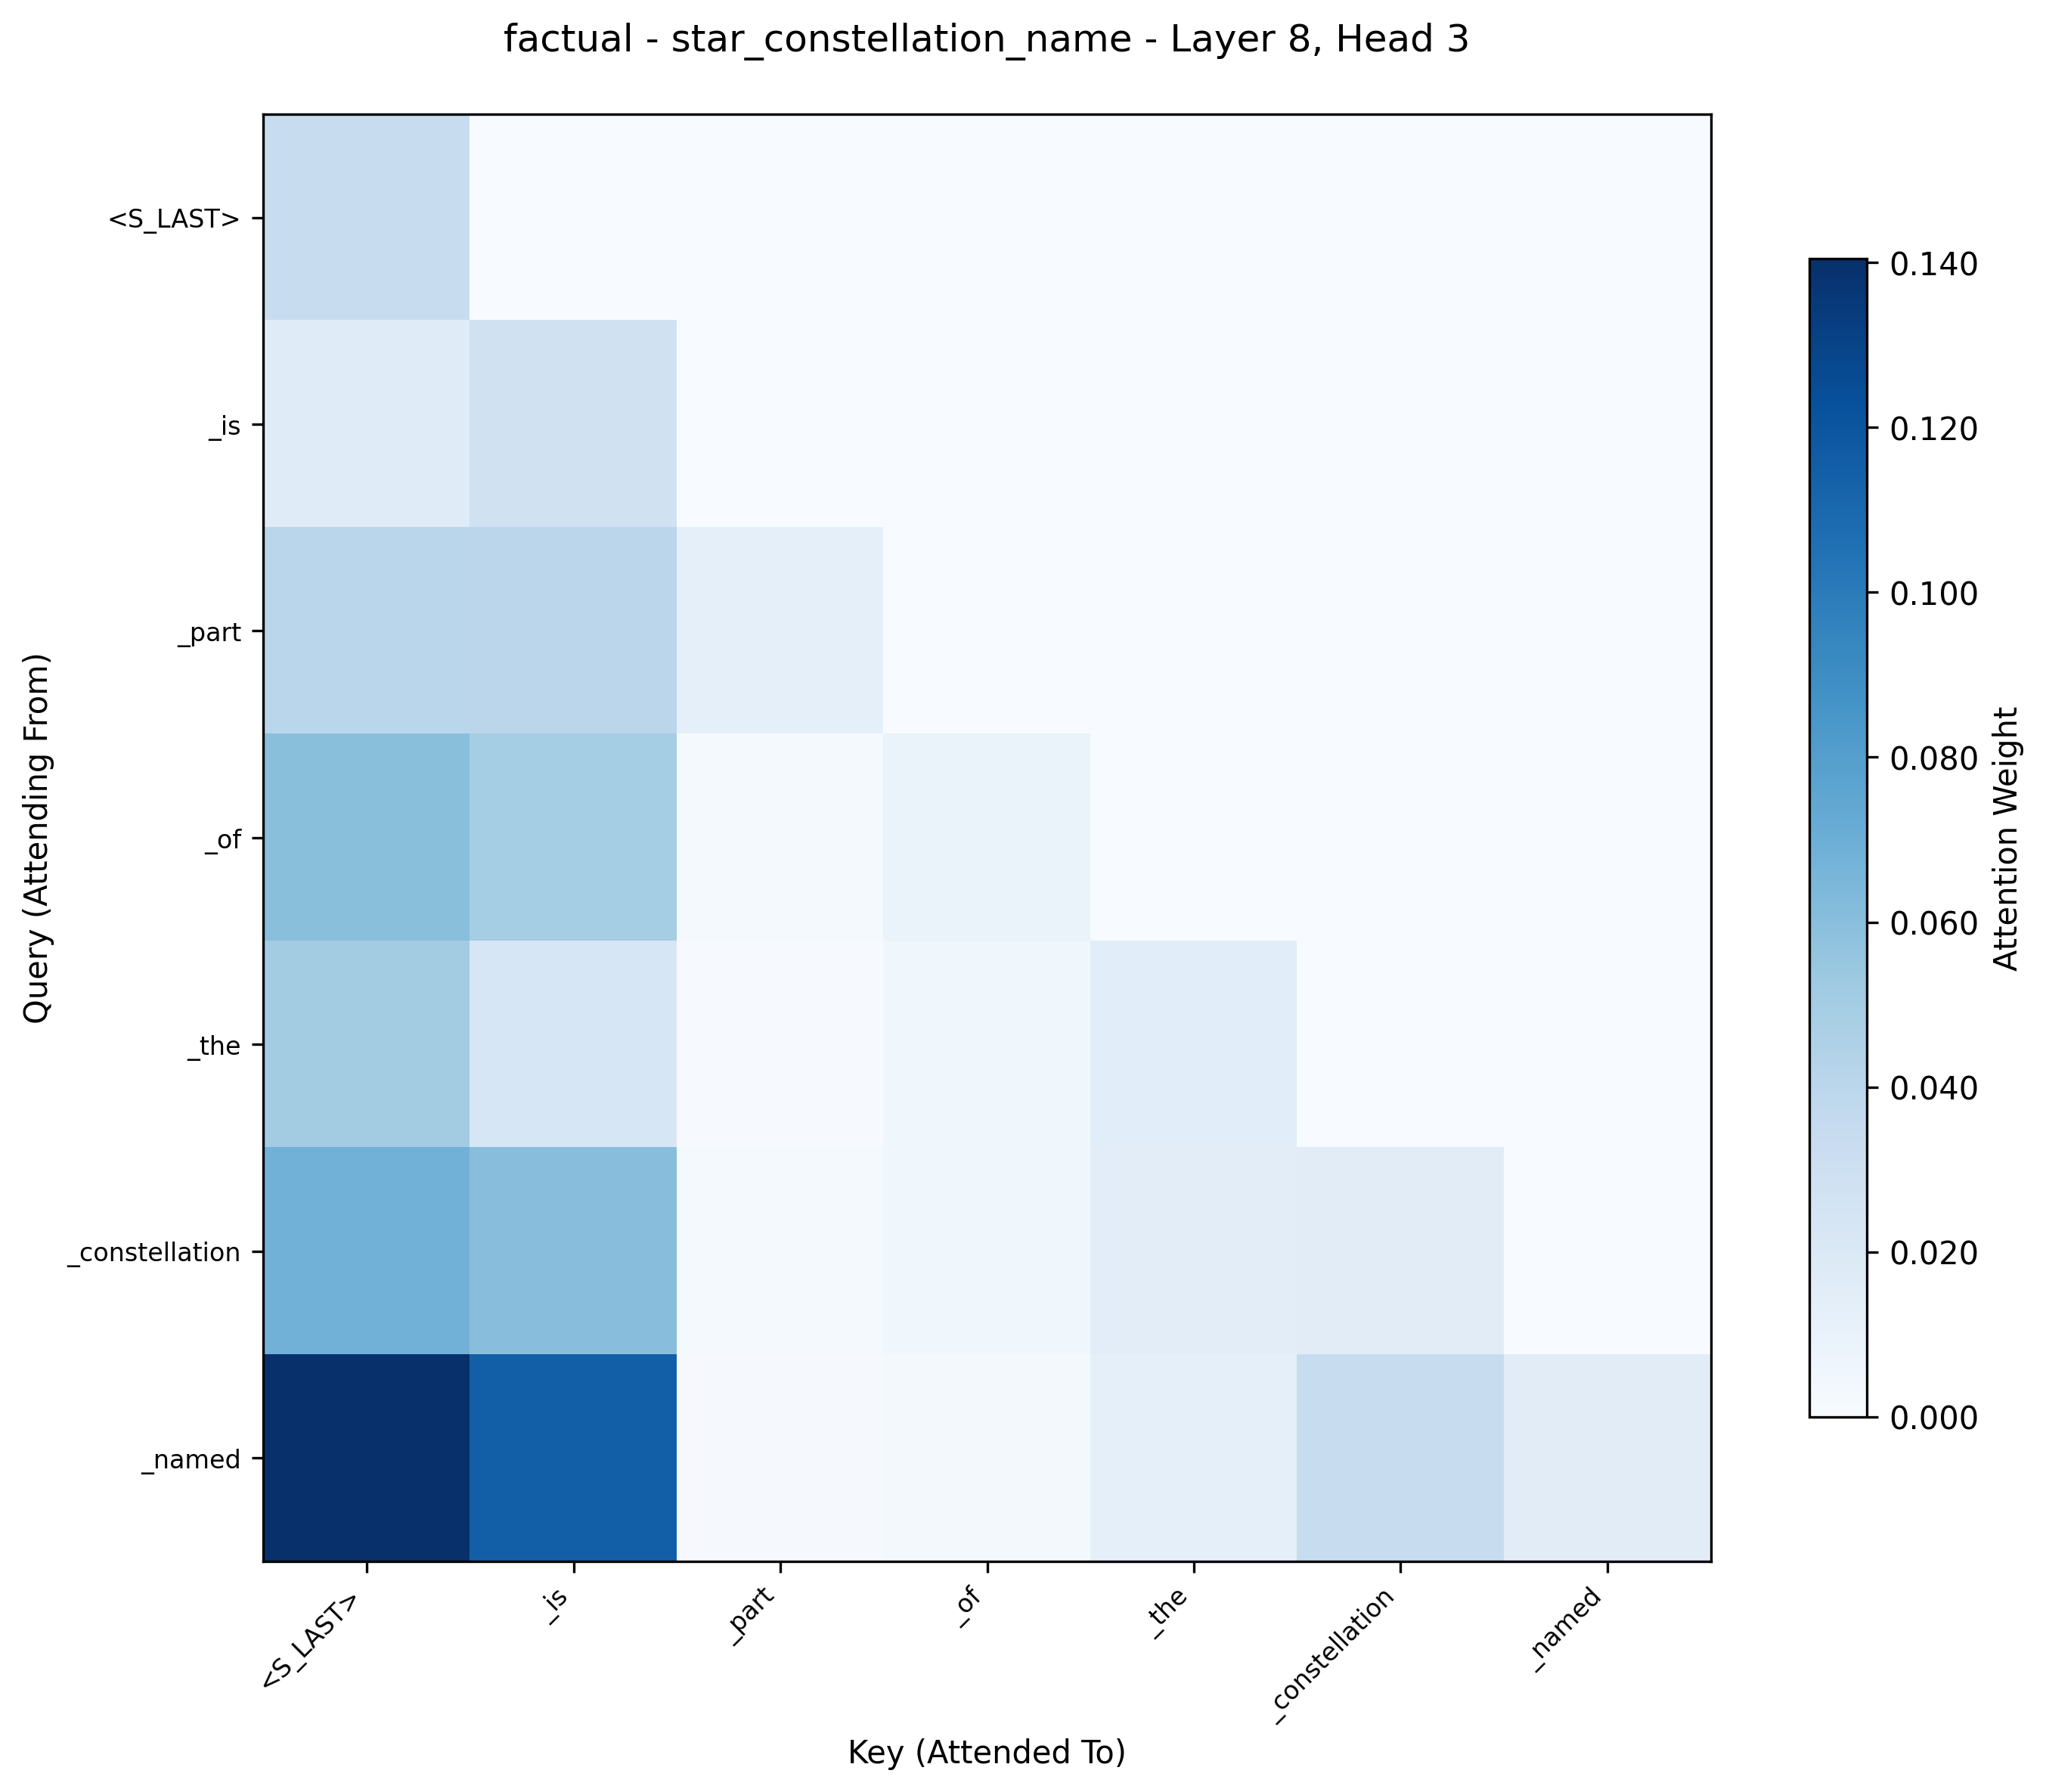 factual - star_constellation_name - Layer 8, Head 3
Query (Attending From)
<S_LAST>
_is
_part
_of
_the
_constellation
_named
<S_LAST>
_is
_part
_of
_the
_constellation
_named
Key (Attended To)
0.140
0.120
0.100
0.080
0.060
0.040
0.020
0.000
Attention Weight